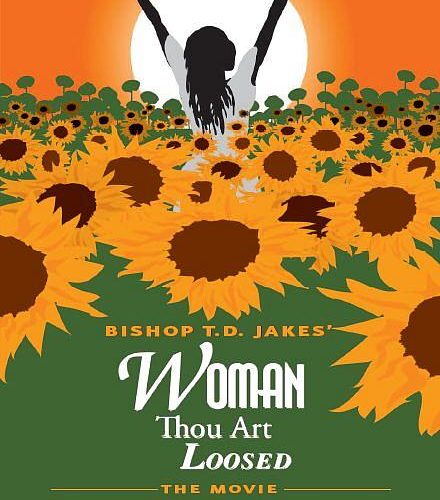 BISHOP T.D. JAKES'
WOMAN
Thou Art
LOOSED
THE MOVIE